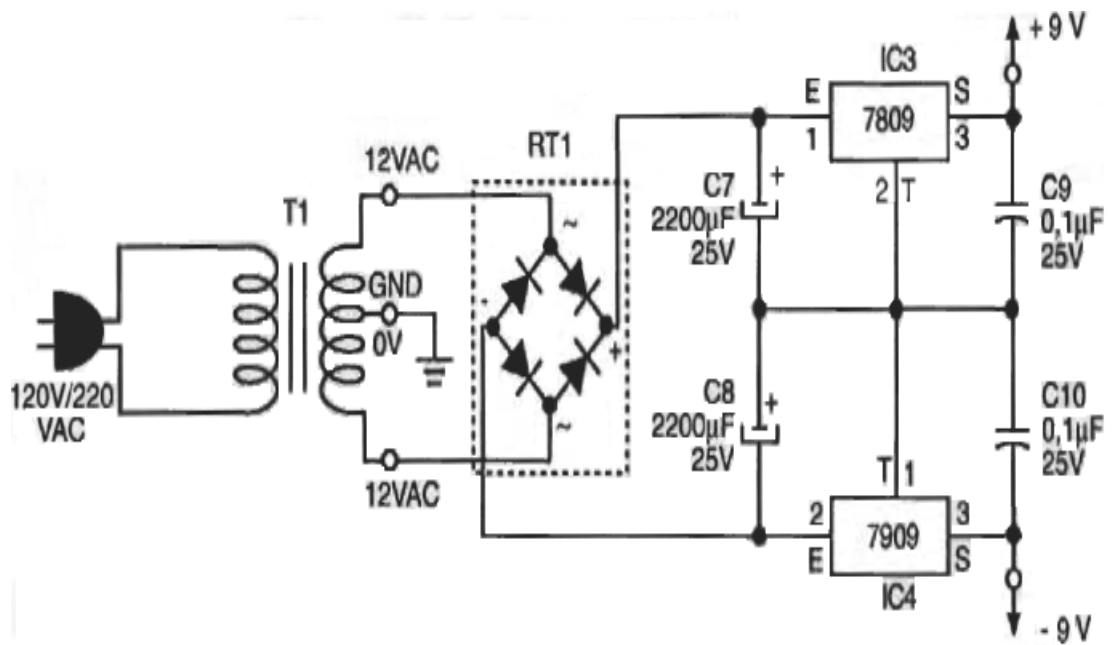 + 9 V
IC3
E
S
7809
1
3
RT1
12VAC
2
T
~
+
C7
2200µF
25V
C9
0,1µF
25V
T1
GND
0V
-
+
120V/220
VAC
~
+
C8
2200µF
25V
C10
0,1µF
25V
12VAC
T
1
2
3
7909
E
S
IC4
- 9 V